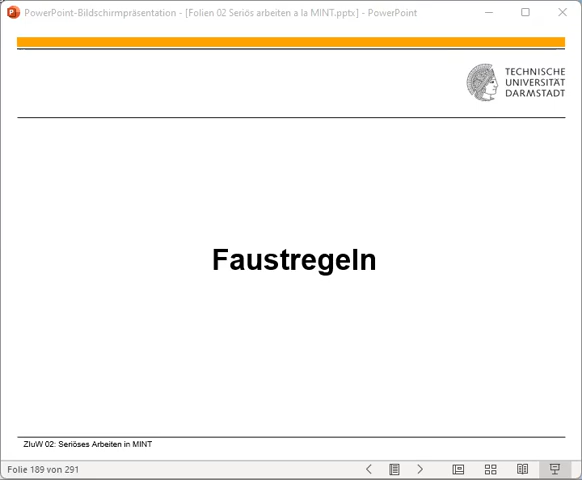 PowerPoint-Bildschirmpräsentation - [Folien 02 Seriös arbeiten a la MINT.pptx] - PowerPoint
TECHNISCHE
UNIVERSITÄT
DARMSTADT
Faustregeln
ZIuW 02: Seriöses Arbeiten in MINT
Folie 189 von 291